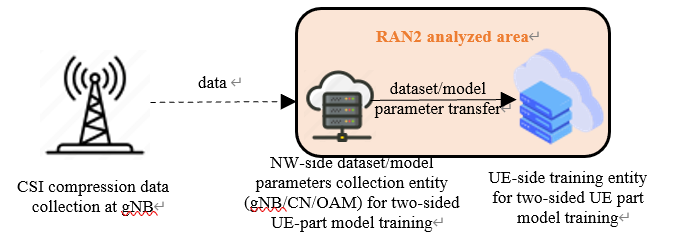 RAN2 analyzed area
data
dataset/model
parameter transfer
CSI compression data
collection at gNB
NW-side dataset/model
parameters collection entity
(gNB/CN/OAM) for two-sided
UE-part model training
UE-side training entity
for two-sided UE part
model training